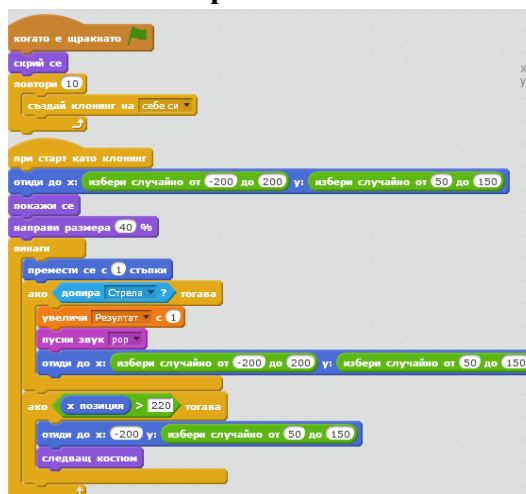 когато е щракнато
скрий се
повтори 10
създай клонинг на себе си
при старт като клонинг
отиди до x: избери случайно от -200 до 200 y: избери случайно от 50 до 150
покажи се
направи размера 40 %
винаги
премести се с 1 стъпки
ако допира Стрела ? тогава
увеличи Резултат с 1
пусни звук pop
отиди до x: избери случайно от -200 до 200 y: избери случайно от 50 до 150
ако x позиция > 220 тогава
отиди до x: -200 y: избери случайно от 50 до 150
следващ костюм
x
y